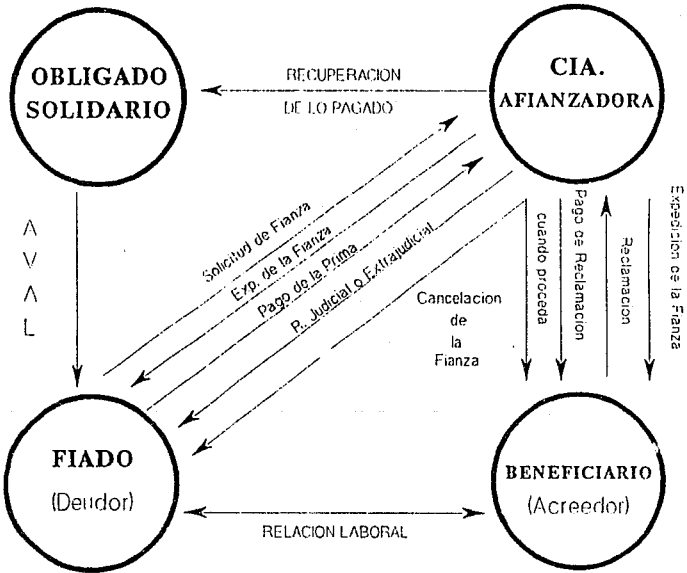 OBLIGADO
SOLIDARIO
RECUPERACION
DE LO PAGADO
CIA.
AFIANZADORA
A
V
A
L
Solicitud de Fianza
Exp. de la Fianza
Pago de la Prima
P. Judicial o Extrajudicial
Cancelacion
de
la
Fianza
cuando proceda
Pago de Reclamacion
Reclamacion
Expedicion de la Fianza
FIADO
(Deudor)
RELACION LABORAL
BENEFICIARIO
(Acreedor)